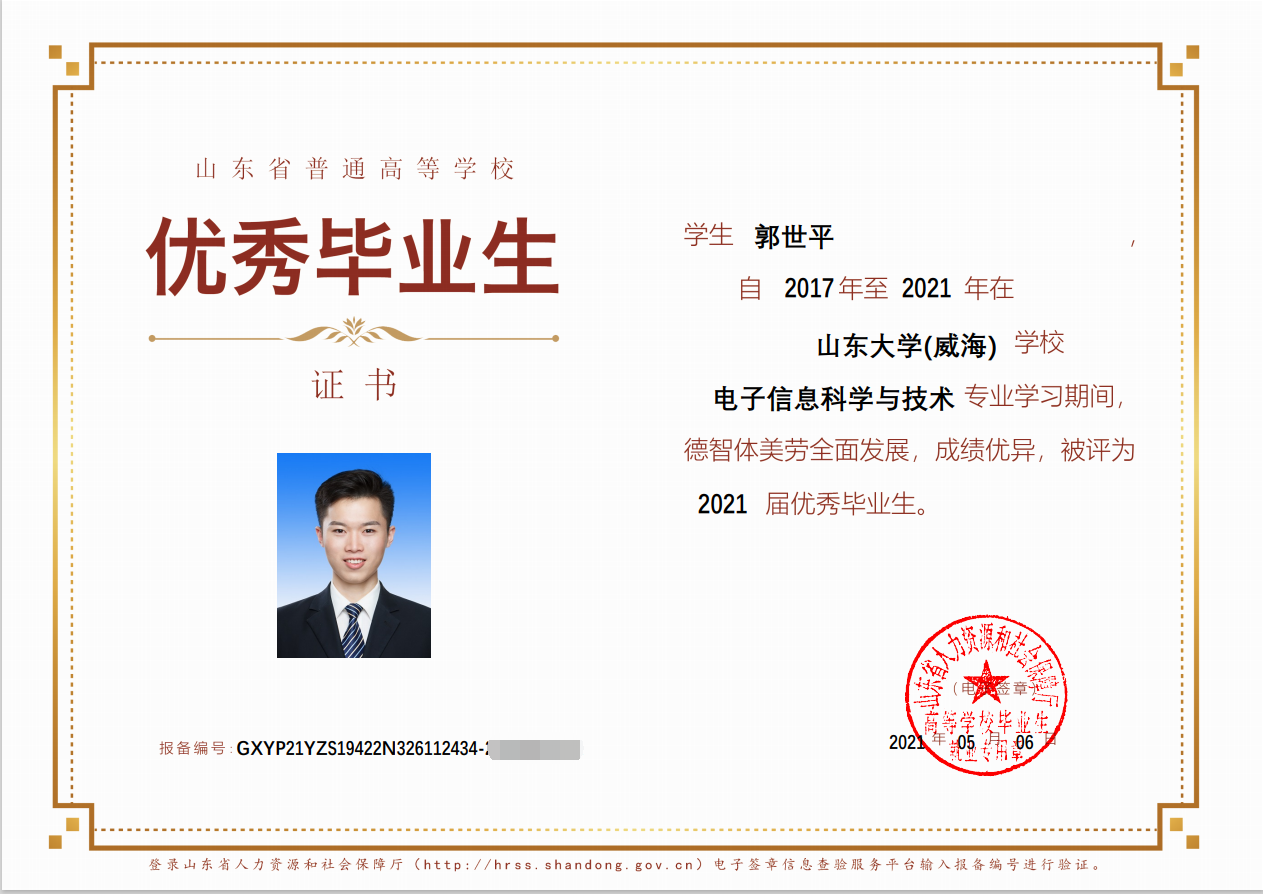 山东省普通高等学校
优秀毕业生
证书
报备编号:GXYP21YZS19422N326112434-
学生 郭世平 ,
自 2017年至 2021 年在
山东大学(威海) 学校
电子信息科学与技术 专业学习期间,
德智体美劳全面发展，成绩优异，被评为
2021 届优秀毕业生。
山东省人力资源和社会保障厅
(电子签章)
高等学校毕业生
2021 年 05 月 06 日
就业专用章
登录山东省人力资源和社会保障厅（http://hrss.shandong.gov.cn）电子签章信息查验服务平台输入报备编号进行验证。